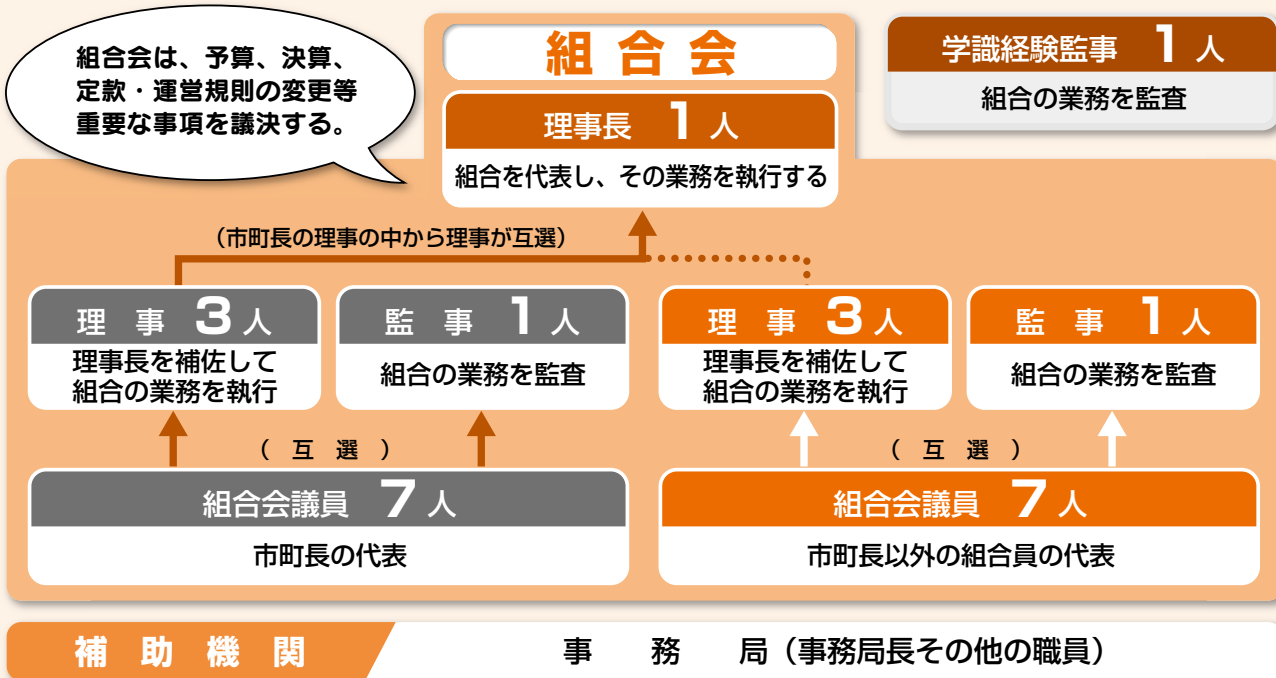 組合会は、予算、決算、
定款・運営規則の変更等
重要な事項を議決する。
組合会
理事長 1人
組合を代表し、その業務を執行する
学識経験監事 1人
組合の業務を監査
（市町長の理事の中から理事が互選）
理事 3人
理事長を補佐して
組合の業務を執行
監事 1人
組合の業務を監査
理事 3人
理事長を補佐して
組合の業務を執行
監事 1人
組合の業務を監査
（互選）
（互選）
組合会議員 7人
市町長の代表
組合会議員 7人
市町長以外の組合員の代表
補助機関
事務局（事務局長その他の職員）